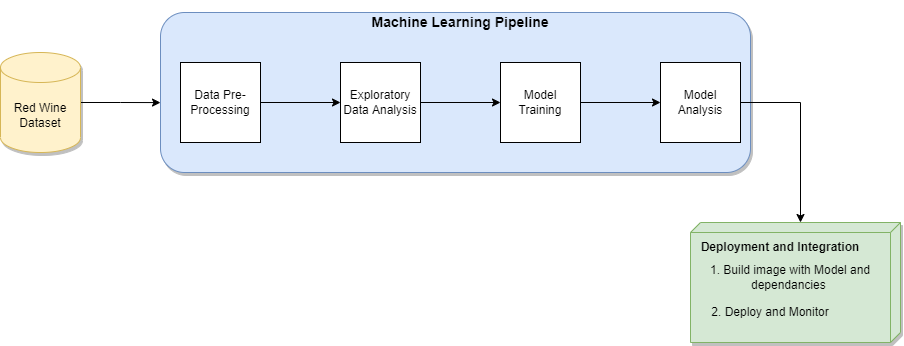 Machine Learning Pipeline
Red Wine
Dataset
Data Pre-
Processing
Exploratory
Data Analysis
Model
Training
Model
Analysis
Deployment and Integration
1. Build image with Model and
dependancies
2. Deploy and Monitor